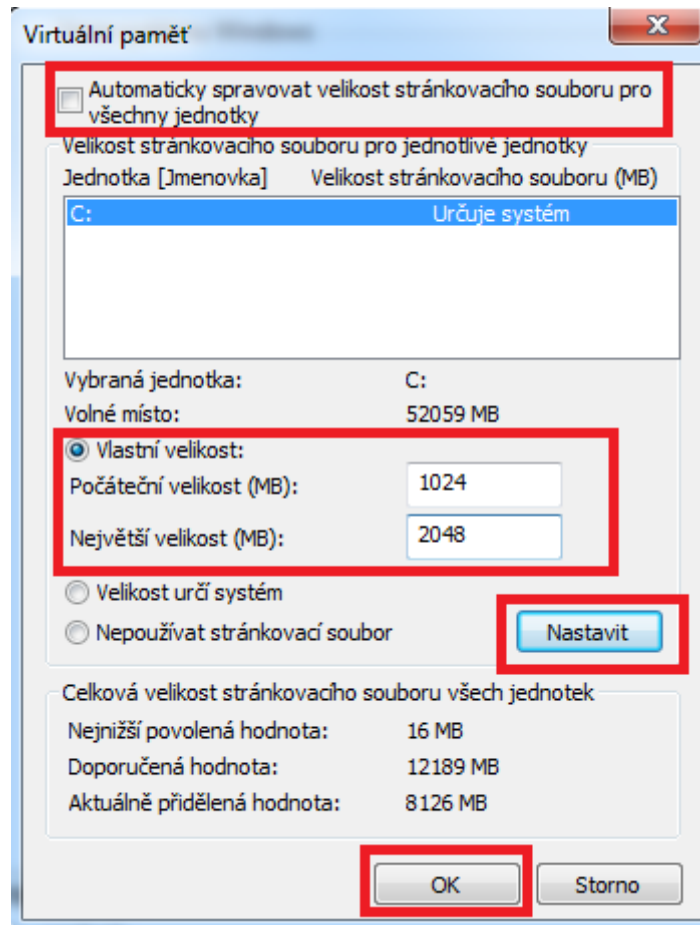 Virtuální paměť
Automaticky spravovat velikost stránkovacího souboru pro
všechny jednotky
Velikost stránkovacího souboru pro jednotlivé jednotky
Jednotka [Jmenovka] Velikost stránkovacího souboru (MB)
C: Určuje systém
Vybraná jednotka: C:
Volné místo: 52059 MB
Vlastní velikost:
Počáteční velikost (MB): 1024
Největší velikost (MB): 2048
Velikost určí systém
Nepoužívat stránkovací soubor Nastavit
Celková velikost stránkovacího souboru všech jednotek
Nejnižší povolená hodnota: 16 MB
Doporučená hodnota: 12189 MB
Aktuálně přidělená hodnota: 8126 MB
OK Storno